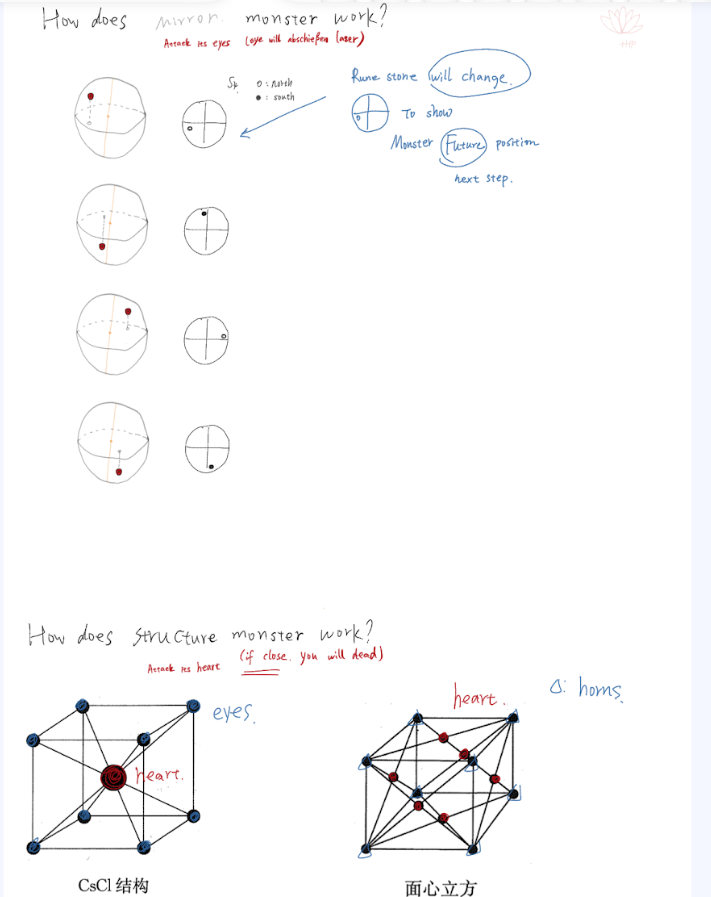 How does mirror monster work?
Attack its eyes (eye will abschießen laser)
o : north
● : south
Rune stone will change.
To show
Monster Future position
next step.
How does structure monster work?
Attack its heart (if close. you will dead)
eyes.
heart.
CsCl 结构
heart.
△: horns.
面心立方